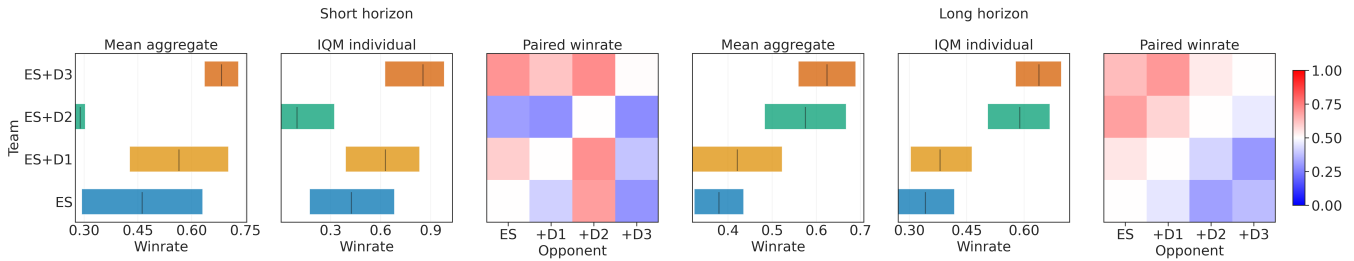 Short horizon
Long horizon
Mean aggregate
IQM individual
Paired winrate
Mean aggregate
IQM individual
Paired winrate
Team
ES+D3
ES+D2
ES+D1
ES
0.30 0.45 0.60 0.75
Winrate
0.3 0.6 0.9
Winrate
ES +D1 +D2 +D3
Opponent
0.4 0.5 0.6 0.7
Winrate
0.30 0.45 0.60
Winrate
ES +D1 +D2 +D3
Opponent
1.00
0.75
0.50
0.25
0.00